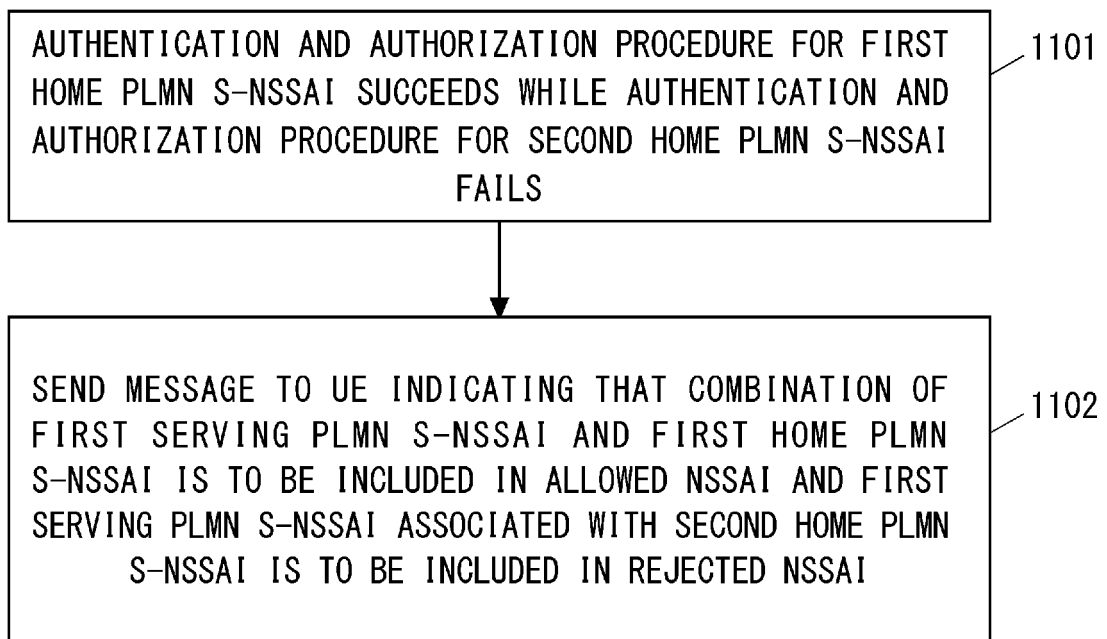 AUTHENTICATION AND AUTHORIZATION PROCEDURE FOR FIRST
HOME PLMN S-NSSAI SUCCEEDS WHILE AUTHENTICATION AND
AUTHORIZATION PROCEDURE FOR SECOND HOME PLMN S-NSSAI
FAILS
1101
SEND MESSAGE TO UE INDICATING THAT COMBINATION OF
FIRST SERVING PLMN S-NSSAI AND FIRST HOME PLMN
S-NSSAI IS TO BE INCLUDED IN ALLOWED NSSAI AND FIRST
SERVING PLMN S-NSSAI ASSOCIATED WITH SECOND HOME PLMN
S-NSSAI IS TO BE INCLUDED IN REJECTED NSSAI
1102